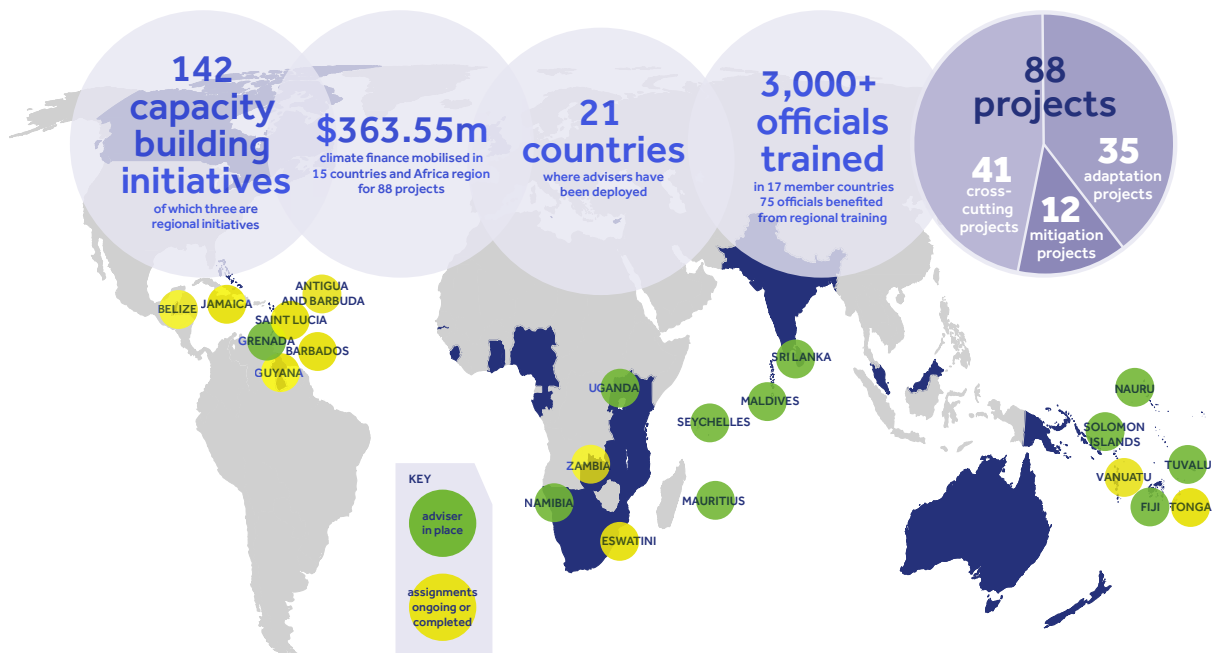 142
capacity
building
initiatives
of which three are
regional initiatives
$363.55m
climate finance mobilised in
15 countries and Africa region
for 88 projects
21
countries
where advisers have
been deployed
3,000+
officials
trained
in 17 member countries
75 officials benefited
from regional training
88
projects
41
cross-
cutting
projects
12
mitigation
projects
35
adaptation
projects
BELIZE
JAMAICA
ANTIGUA
AND BARBUDA
SAINT LUCIA
GRENADA
BARBADOS
GUYANA
UGANDA
ZAMBIA
NAMIBIA
ESWATINI
SEYCHELLES
MAURITIUS
MALDIVES
SRI LANKA
NAURU
SOLOMON
ISLANDS
TUVALU
VANUATU
FIJI
TONGA
KEY
adviser
in place
assignments
ongoing or
completed